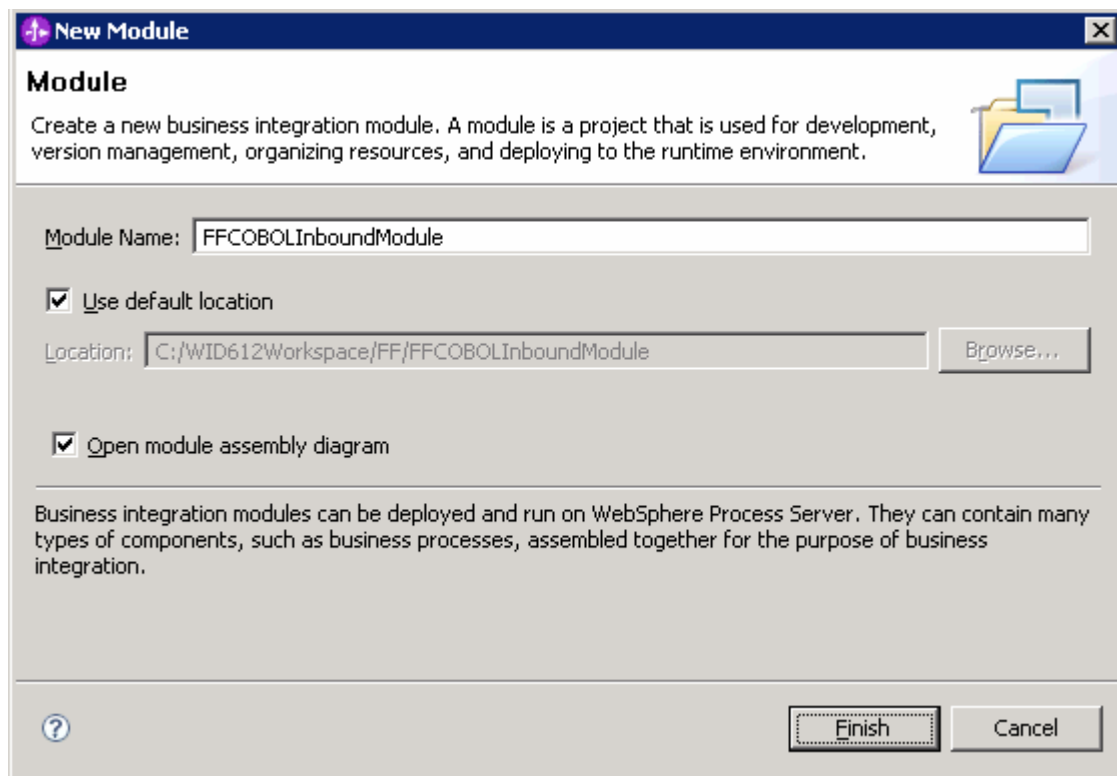 New Module
Module
Create a new business integration module. A module is a project that is used for development,
version management, organizing resources, and deploying to the runtime environment.
Module Name: FFCOBOLInboundModule
Use default location
Location: C:/WID612Workspace/FF/FFCOBOLInboundModule Browse...
Open module assembly diagram
Business integration modules can be deployed and run on WebSphere Process Server. They can contain many
types of components, such as business processes, assembled together for the purpose of business
integration.
? Finish Cancel